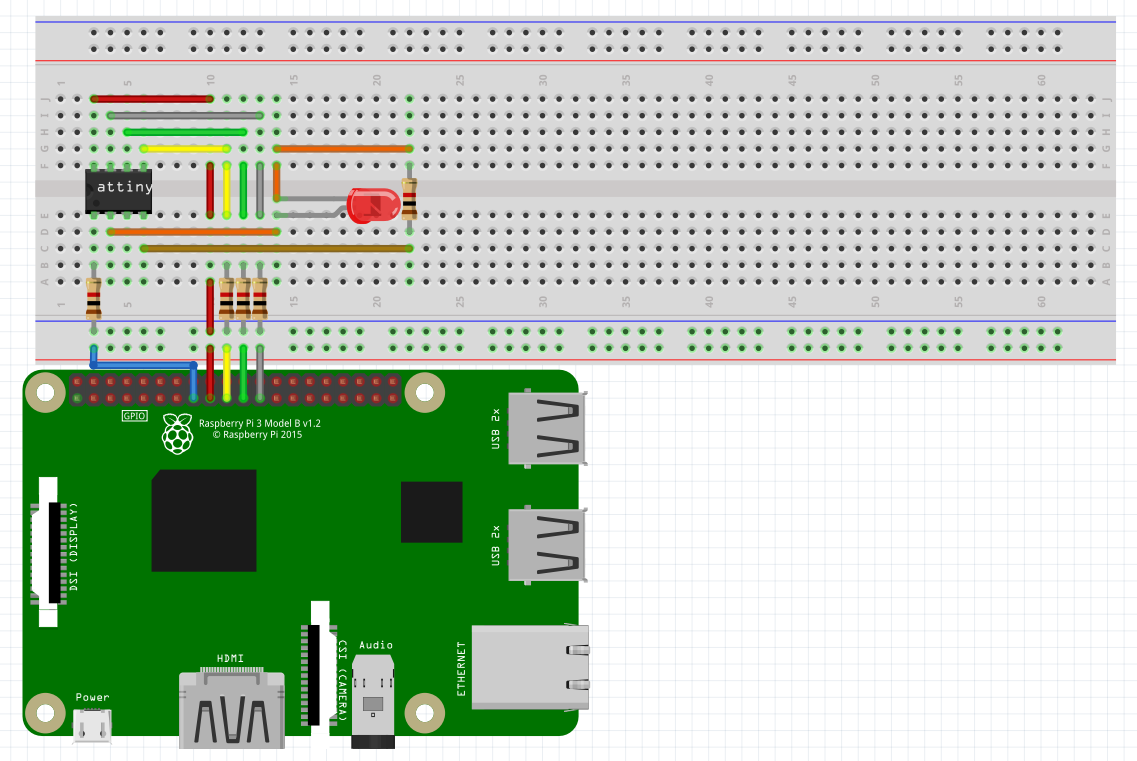 1 5 10 15 20 25 30 35 40 45 50 55 60
J J
I I
H H
G G
F F
attiny
E E
D D
C C
B B
A A
1 5 10 15 20 25 30 35 40 45 50 55 60
GPIO
Raspberry Pi 3 Model B v1.2
© Raspberry Pi 2015
USB 2x
DSI (DISPLAY)
USB 2x
HDMI
CSI (CAMERA)
Audio
ETHERNET
Power